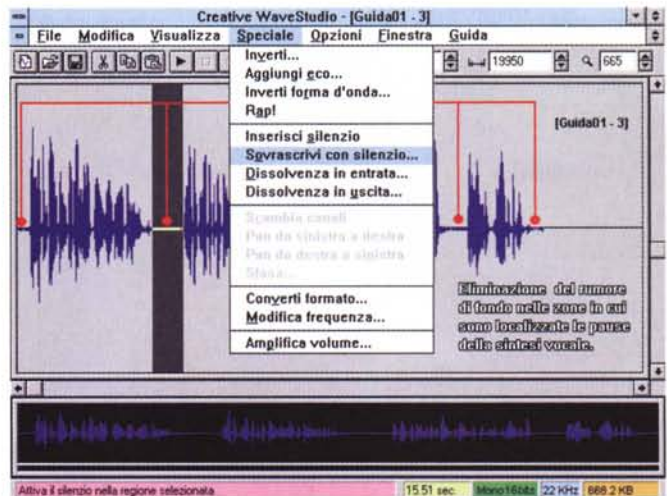 Creative WaveStudio - [Guida01 - 3]
File Modifica Visualizza Speciale Opzioni Finestra Guida
19950 665
Inverti...
Aggiungi eco...
Inverti forma d'onda...
Rap!
Inserisci silenzio
Sovrascrivi con silenzio...
Dissolvenza in entrata...
Dissolvenza in uscita...
Scambia canali
Pan da sinistra a destra
Pan da destra a sinistra
Converti formato...
Modifica frequenza...
Amplifica volume...
[Guida01 - 3]
Eliminazione del rumore
di fondo nelle zone in cui
sono localizzate le pause
della sintesi vocale.
Attiva il silenzio nella regione selezionata 15.51 sec Mono16bits 22 KHz 668.2 KB